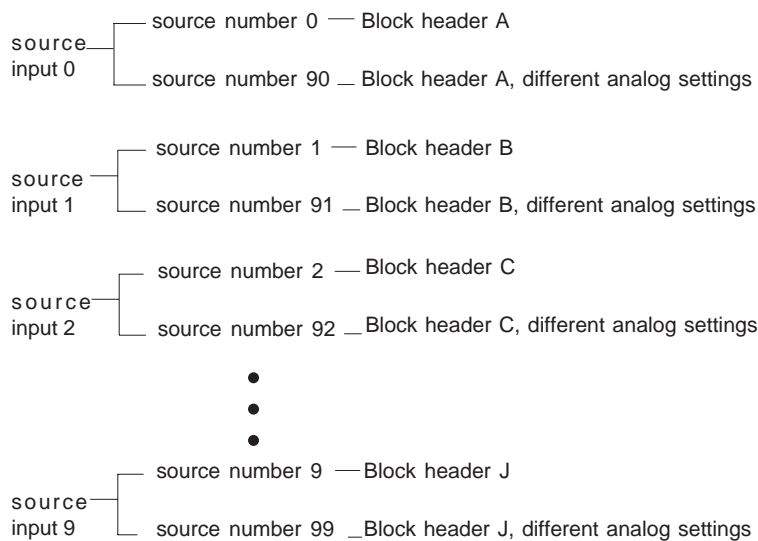 source number 0 — Block header A
source
input 0
source number 90 — Block header A, different analog settings
source number 1 — Block header B
source
input 1
source number 91 — Block header B, different analog settings
source number 2 — Block header C
source
input 2
source number 92 — Block header C, different analog settings
source number 9 — Block header J
source
input 9
source number 99 — Block header J, different analog settings